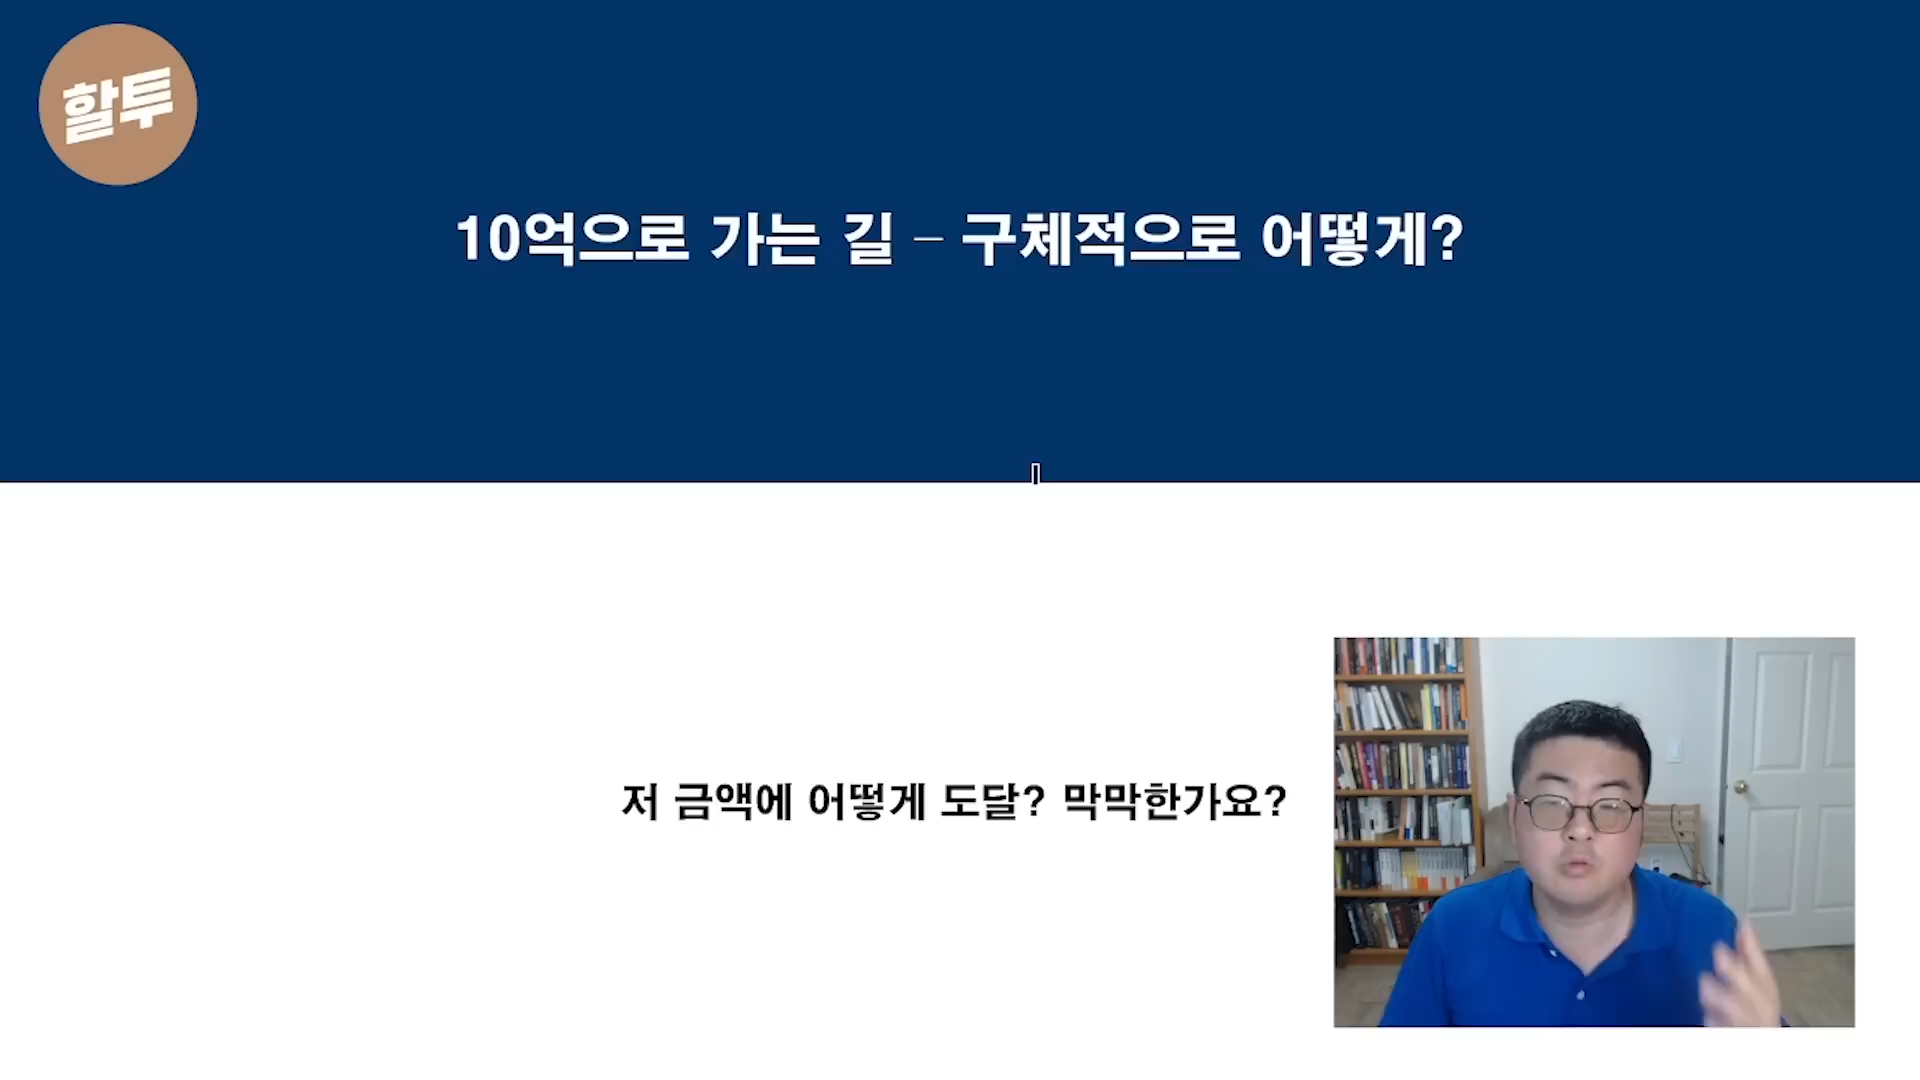 할투
10억으로 가는 길 – 구체적으로 어떻게?
저 금액에 어떻게 도달? 막막한가요?